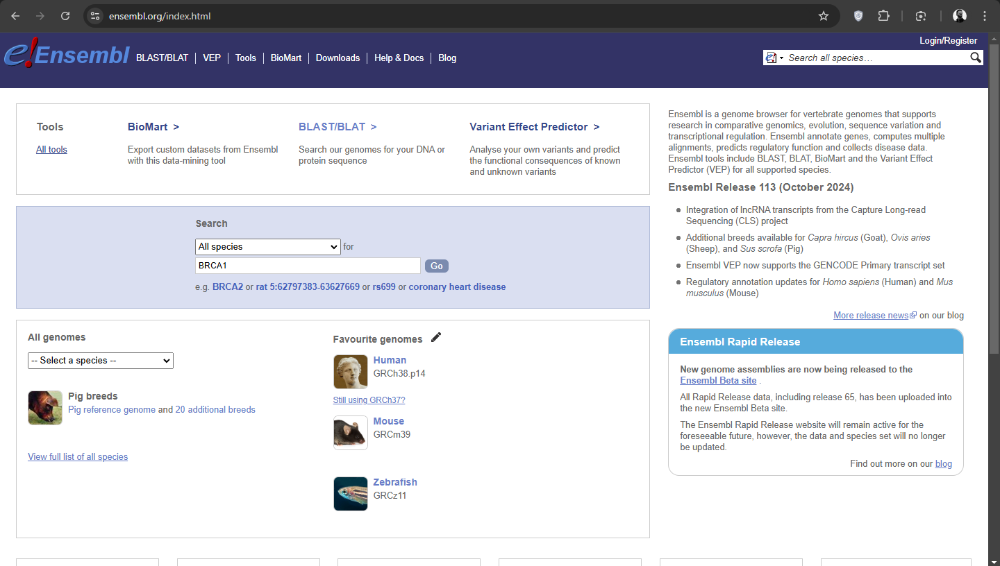 ensembl.org/index.html
Login/Register
e!Ensembl
BLAST/BLAT | VEP | Tools | BioMart | Downloads | Help & Docs | Blog
e! Search all species…
Tools
All tools
BioMart >
Export custom datasets from Ensembl
with this data-mining tool
BLAST/BLAT >
Search our genomes for your DNA or
protein sequence
Variant Effect Predictor >
Analyse your own variants and predict
the functional consequences of known
and unknown variants
Search
All species for
BRCA1 Go
e.g. BRCA2 or rat 5:62797383-63627669 or rs699 or coronary heart disease
All genomes
-- Select a species --
Pig breeds
Pig reference genome and 20 additional breeds
View full list of all species
Favourite genomes
Human
GRCh38.p14
Still using GRCh37?
Mouse
GRCm39
Zebrafish
GRCz11
Ensembl is a genome browser for vertebrate genomes that supports
research in comparative genomics, evolution, sequence variation and
transcriptional regulation. Ensembl annotate genes, computes multiple
alignments, predicts regulatory function and collects disease data.
Ensembl tools include BLAST, BLAT, BioMart and the Variant Effect
Predictor (VEP) for all supported species.
Ensembl Release 113 (October 2024)
Integration of lncRNA transcripts from the Capture Long-read
Sequencing (CLS) project
Additional breeds available for Capra hircus (Goat), Ovis aries
(Sheep), and Sus scrofa (Pig)
Ensembl VEP now supports the GENCODE Primary transcript set
Regulatory annotation updates for Homo sapiens (Human) and Mus
musculus (Mouse)
More release news on our blog
Ensembl Rapid Release
New genome assemblies are now being released to the
Ensembl Beta site .
All Rapid Release data, including release 65, has been uploaded into
the new Ensembl Beta site.
The Ensembl Rapid Release website will remain active for the
foreseeable future, however, the data and species set will no longer
be updated.
Find out more on our blog